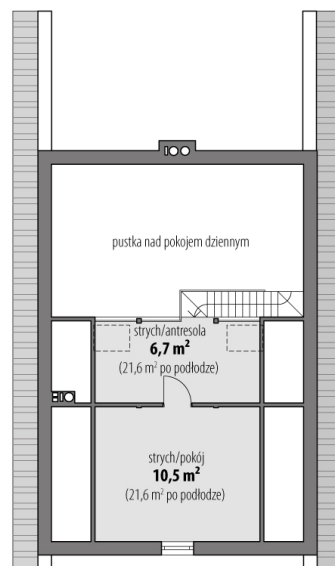 pustka nad pokojem dziennym
strych/antresola
6,7 m²
(21,6 m² po podłodze)
strych/pokój
10,5 m²
(21,6 m² po podłodze)